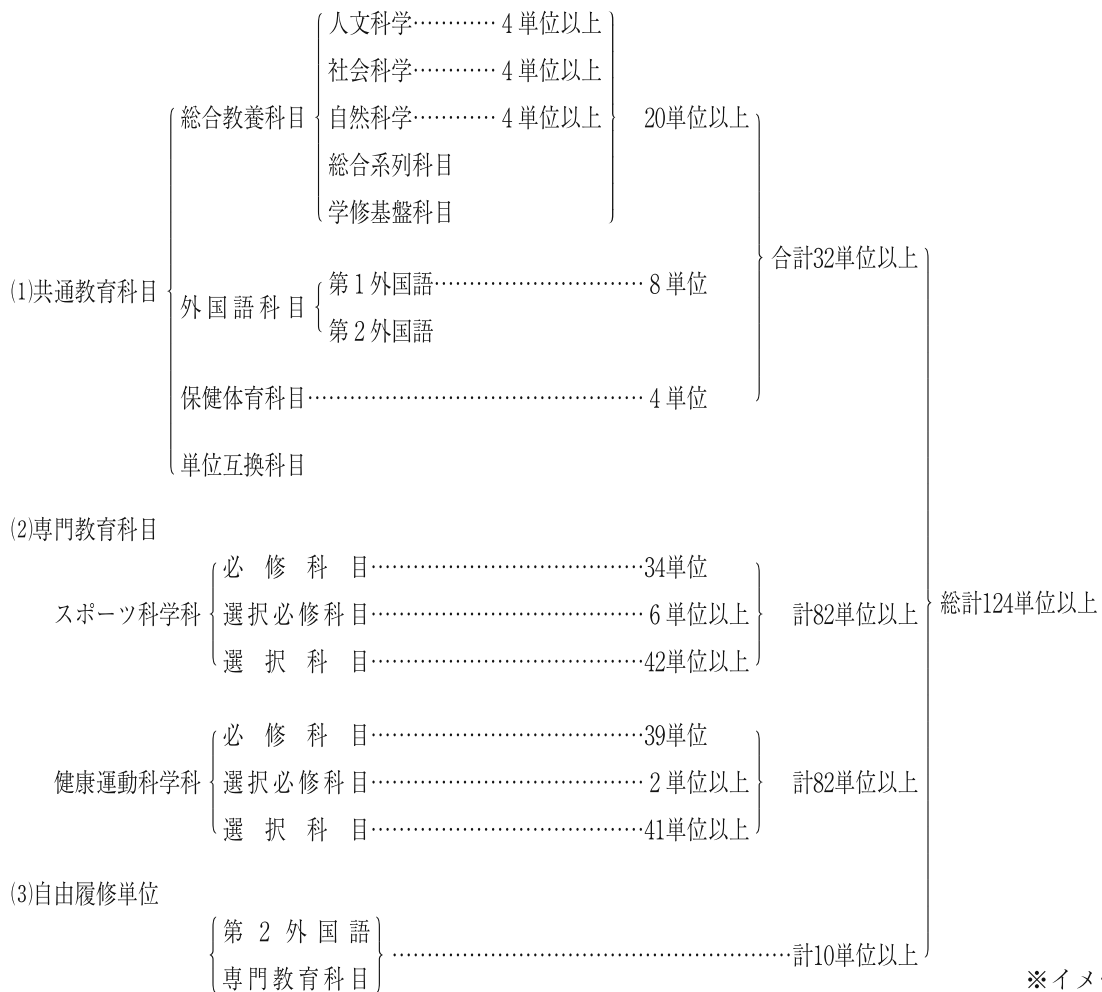 人文科学…………4単位以上
社会科学…………4単位以上
総合教養科目 自然科学…………4単位以上 20単位以上
総合系列科目
学修基盤科目
合計32単位以上
⑴共通教育科目
外国語科目
第1外国語…………………………8単位
第2外国語
保健体育科目…………………………………………4単位
単位互換科目
⑵専門教育科目
必修科目…………………………………34単位
スポーツ科学科 選択必修科目…………………………………6単位以上 計82単位以上
選択科目…………………………………42単位以上
総計124単位以上
必修科目…………………………………39単位
健康運動科学科 選択必修科目…………………………………2単位以上 計82単位以上
選択科目…………………………………41単位以上
⑶自由履修単位
第2外国語
専門教育科目
…………………………………………………計10単位以上
※イメ